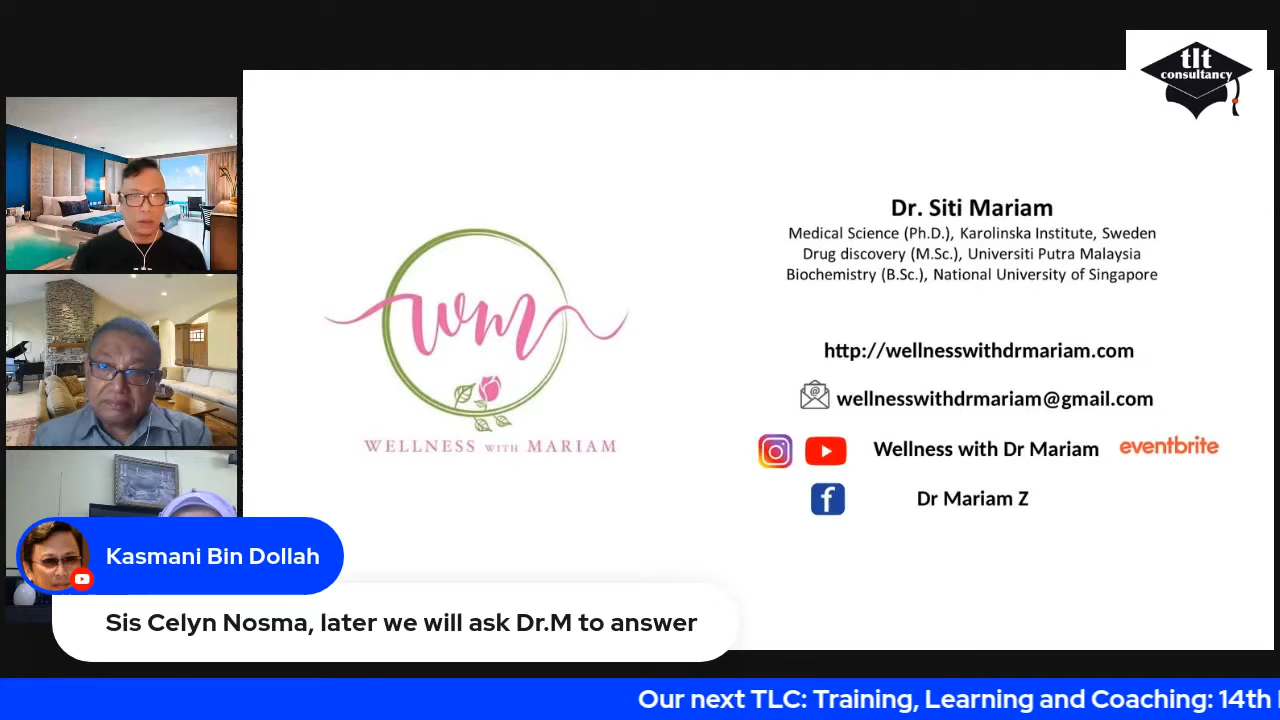 tlt
consultancy
Dr. Siti Mariam
Medical Science (Ph.D.), Karolinska Institute, Sweden
Drug discovery (M.Sc.), Universiti Putra Malaysia
Biochemistry (B.Sc.), National University of Singapore
wm
WELLNESS WITH MARIAM
http://wellnesswithdrmariam.com
@ wellnesswithdrmariam@gmail.com
Wellness with Dr Mariam eventbrite
f Dr Mariam Z
Kasmani Bin Dollah
Sis Celyn Nosma, later we will ask Dr.M to answer
Our next TLC: Training, Learning and Coaching: 14th